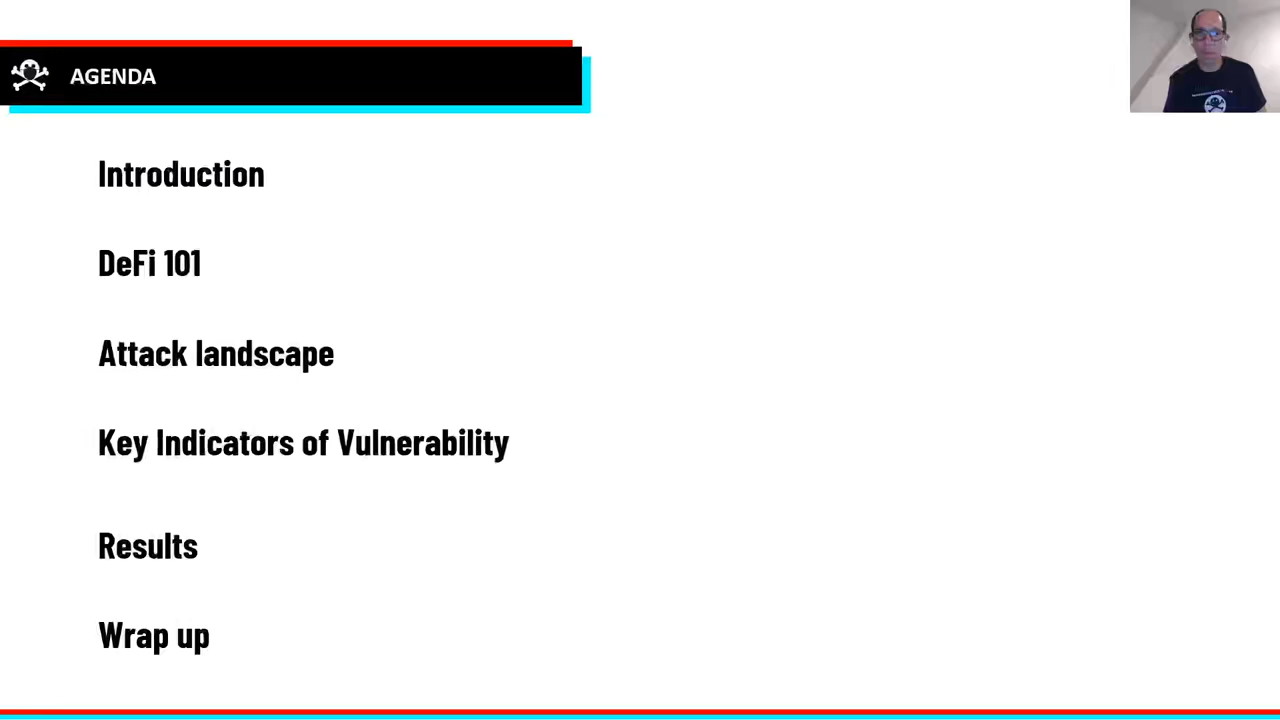 AGENDA
Introduction
DeFi 101
Attack landscape
Key Indicators of Vulnerability
Results
Wrap up